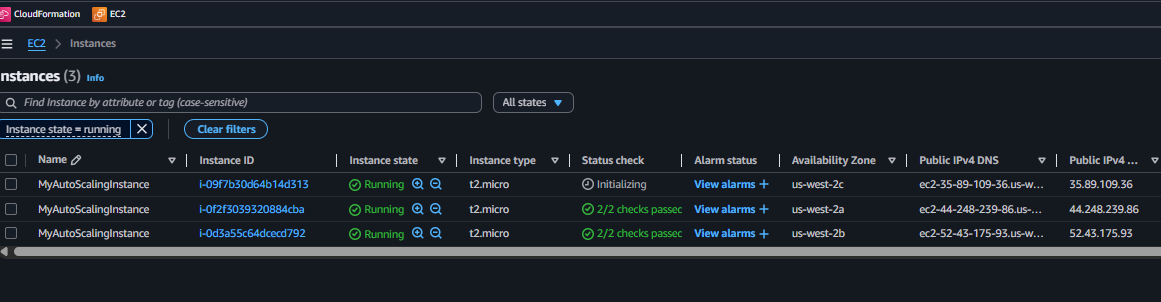 CloudFormation EC2
EC2 > Instances
nstances (3) Info
Find Instance by attribute or tag (case-sensitive) All states
Instance state = running Clear filters
Name Instance ID Instance state Instance type Status check Alarm status Availability Zone Public IPv4 DNS Public IPv4 ...
MyAutoScalingInstance i-09f7b30d64b14d313 Running t2.micro Initializing View alarms + us-west-2c ec2-35-89-109-36.us-w... 35.89.109.36
MyAutoScalingInstance i-0f2f3039320884cba Running t2.micro 2/2 checks passec View alarms + us-west-2a ec2-44-248-239-86.us-... 44.248.239.86
MyAutoScalingInstance i-0d3a55c64dcecd792 Running t2.micro 2/2 checks passec View alarms + us-west-2b ec2-52-43-175-93.us-w... 52.43.175.93